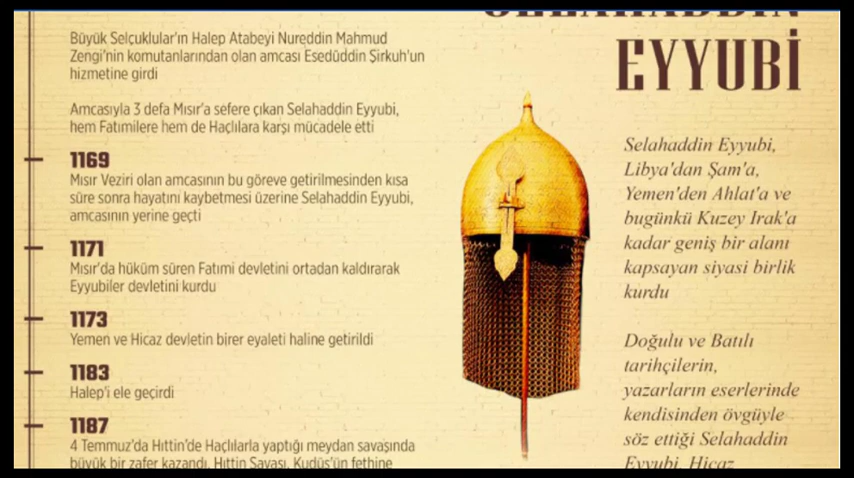 Büyük Selçuklular'ın Halep Atabeyi Nureddin Mahmud
Zengi'nin komutanlarından olan amcası Esedüddin Şirkuh'un
hizmetine girdi
Amcasıyla 3 defa Mısır'a sefere çıkan Selahaddin Eyyubi,
hem Fatımilere hem de Haçlılara karşı mücadele etti
1169
Mısır Veziri olan amcasının bu göreve getirilmesinden kısa
süre sonra hayatını kaybetmesi üzerine Selahaddin Eyyubi,
amcasının yerine geçti
1171
Mısır'da hüküm süren Fatımi devletini ortadan kaldırarak
Eyyubiler devletini kurdu
1173
Yemen ve Hicaz devletin birer eyaleti haline getirildi
1183
Halep'i ele geçirdi
1187
4 Temmuz'da Hıttin'de Haçlılarla yaptığı meydan savaşında
büyük bir zafer kazandı. Hıttin Savaşı, Kudüs'ün fethine
SELAHADDİN
EYYUBİ
Selahaddin Eyyubi,
Libya'dan Şam'a,
Yemen'den Ahlat'a ve
bugünkü Kuzey Irak'a
kadar geniş bir alanı
kapsayan siyasi birlik
kurdu
Doğulu ve Batılı
tarihçilerin,
yazarların eserlerinde
kendisinden övgüyle
söz ettiği Selahaddin
Eyyubi, Hicaz